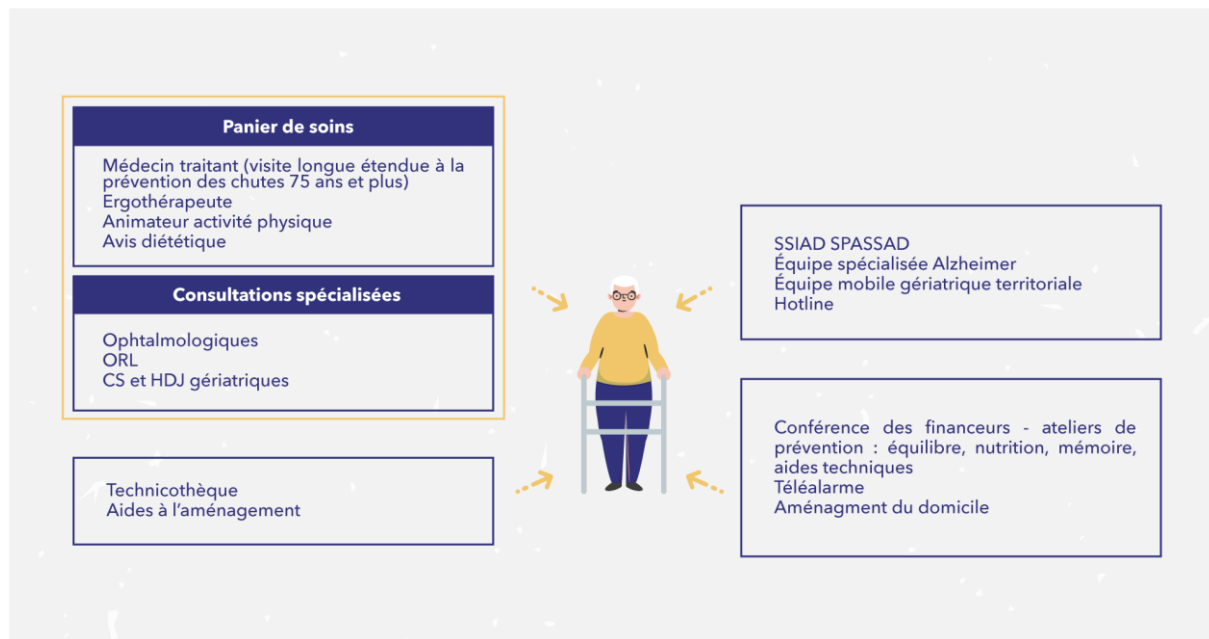 Panier de soins
Médecin traitant (visite longue étendue à la
prévention des chutes 75 ans et plus)
Ergothérapeute
Animateur activité physique
Avis diététique
Consultations spécialisées
Ophtalmologiques
ORL
CS et HDJ gériatriques
Technicothèque
Aides à l'aménagement
SSIAD SPASSAD
Équipe spécialisée Alzheimer
Équipe mobile gériatrique territoriale
Hotline
Conférence des financeurs - ateliers de
prévention : équilibre, nutrition, mémoire,
aides techniques
Téléalarme
Aménagment du domicile